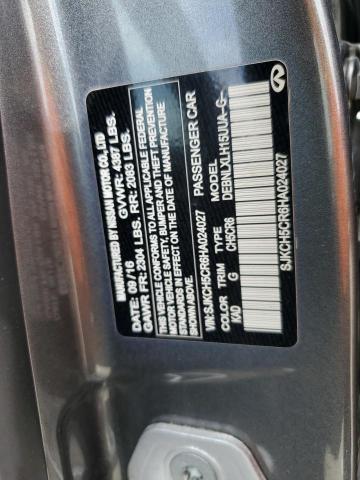 MANUFACTURED BY NISSAN MOTOR CO., LTD
DATE: 09/16 GVWR: 4387 LBS.
GAWR FR: 2304 LBS. RR: 2083 LBS.
THIS VEHICLE CONFORMS TO ALL APPLICABLE FEDERAL
MOTOR VEHICLE SAFETY, BUMPER AND THEFT PREVENTION
STANDARDS IN EFFECT ON THE DATE OF MANUFACTURE
SHOWN ABOVE.
VIN: SJKCH5CR6HA024027 PASSENGER CAR
COLOR TRIM TYPE MODEL
KAD G CH5CR6 DEBNLXLH15UUA-G-
SJKCH5CR6HA024027